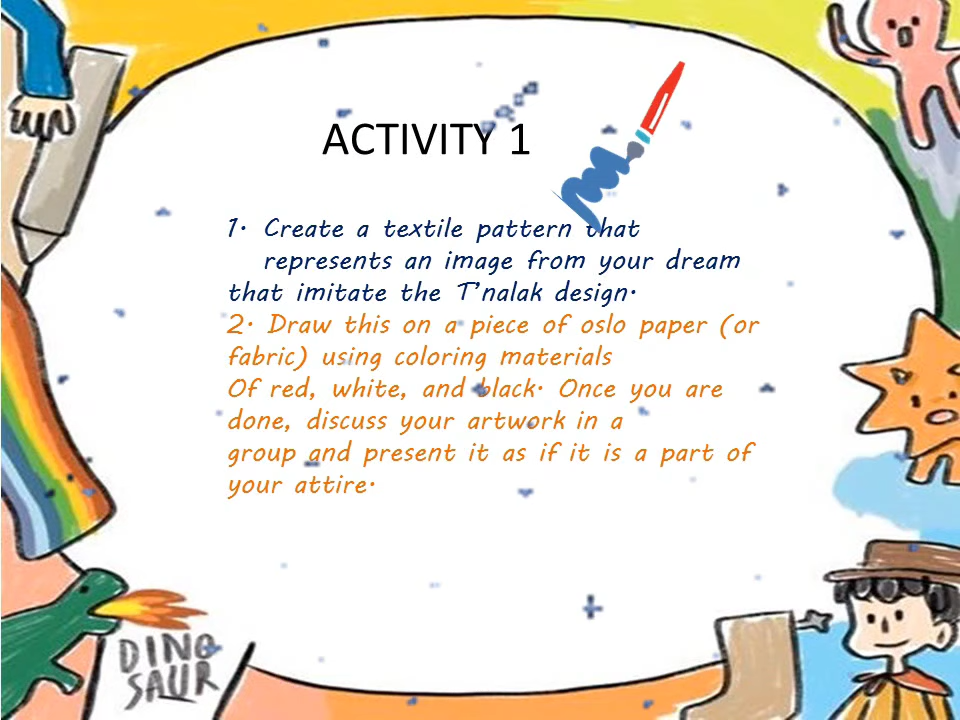 ACTIVITY 1
1. Create a textile pattern that
represents an image from your dream
that imitate the T'nalak design.
2. Draw this on a piece of oslo paper (or
fabric) using coloring materials
Of red, white, and black. Once you are
done, discuss your artwork in a
group and present it as if it is a part of
your attire.
DINO
SAUR